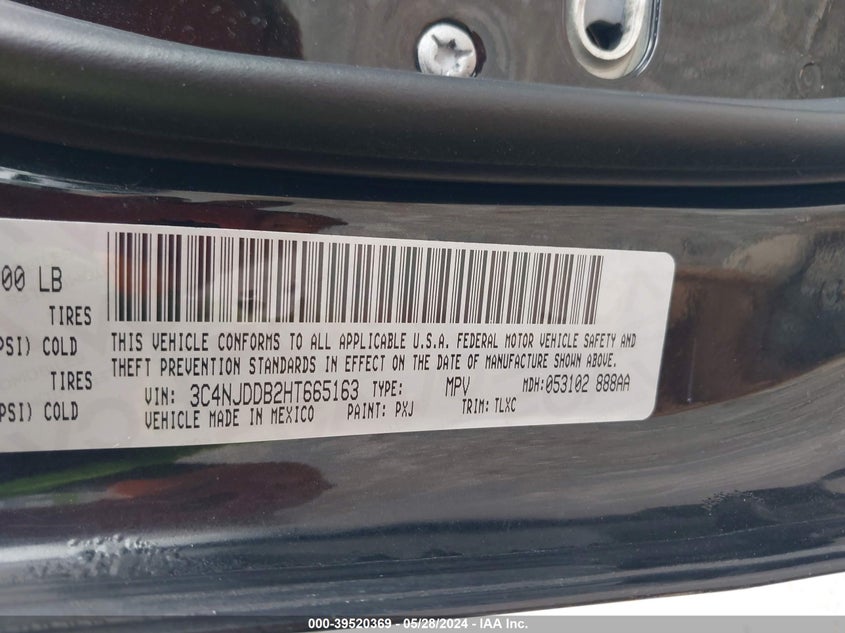 00 LB
TIRES
PSI) COLD
TIRES
PSI) COLD
THIS VEHICLE CONFORMS TO ALL APPLICABLE U.S.A. FEDERAL MOTOR VEHICLE SAFETY AND
THEFT PREVENTION STANDARDS IN EFFECT ON THE DATE OF MANUFACTURE SHOWN ABOVE.
VIN: 3C4NJDDB2HT665163 TYPE: MPV MDH:053102 888AA
VEHICLE MADE IN MEXICO PAINT: PXJ TRIM: TLXC
000-39520369 - 05/28/2024 - IAA Inc.